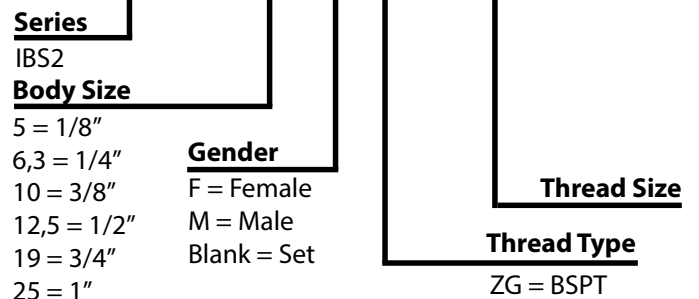 Series
IBS2
Body Size
5 = 1/8”
6,3 = 1/4”
10 = 3/8”
12,5 = 1/2”
19 = 3/4”
25 = 1”
Gender
F = Female
M = Male
Blank = Set
Thread Size
Thread Type
ZG = BSPT